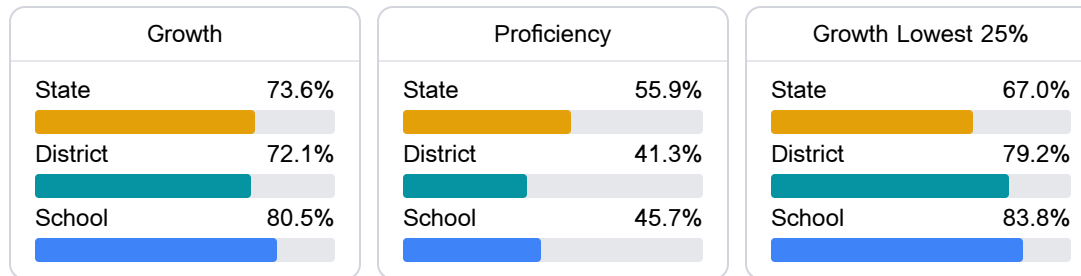 Growth
State 73.6%
District 72.1%
School 80.5%
Proficiency
State 55.9%
District 41.3%
School 45.7%
Growth Lowest 25%
State 67.0%
District 79.2%
School 83.8%